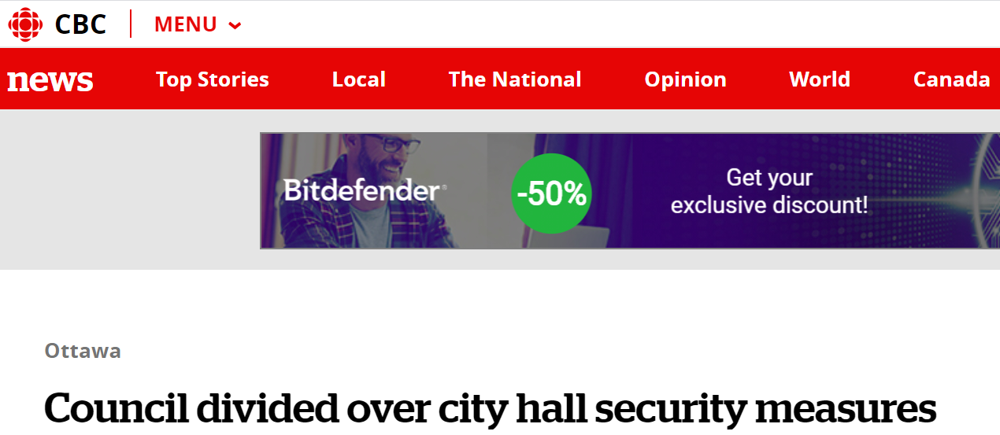 CBC MENU
news Top Stories Local The National Opinion World Canada
Bitdefender® -50% Get your
exclusive discount!
Ottawa
Council divided over city hall security measures